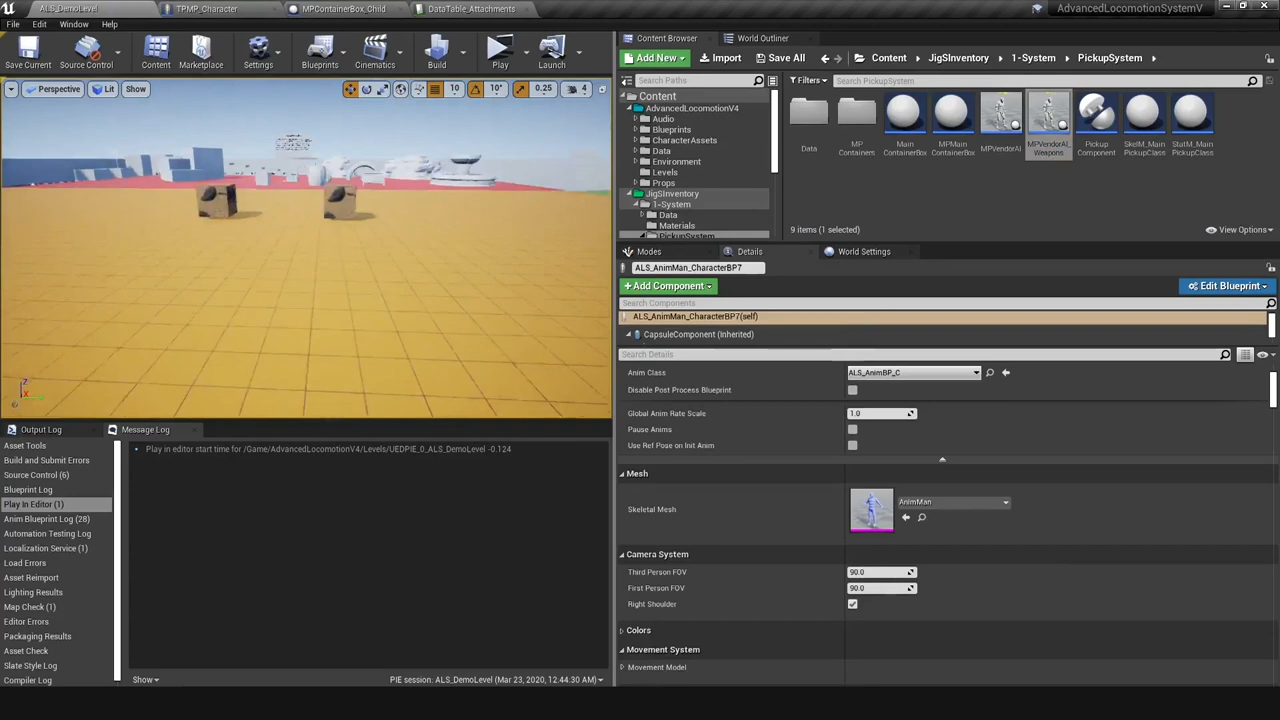 ALS_DemoLevel
TPMP_Character
MPContainerBox_Child
DataTable_Attachments
AdvancedLocomotionSystemV
File Edit Window Help
Content Browser World Outliner
Save Current Source Control Content Marketplace Settings Blueprints Cinematics Build Play Launch
Add New Import Save All Content JigSInventory 1-System PickupSystem
Search Paths
Filters Search PickupSystem
Perspective Lit Show 10 10° 0.25 4
Content
AdvancedLocomotionV4
Audio
Blueprints
CharacterAssets
Data
Environment
Levels
Props
JigSInventory
1-System
Data
Materials
PickupSystem
Data
MP Containers
Main ContainerBox
MPMain ContainerBox
MPVendorAI
MPVendorAI_Weapons
Pickup Component
SkelM_Main PickupClass
StatM_Main PickupClass
9 items (1 selected) View Options
Modes Details World Settings
ALS_AnimMan_CharacterBP7
+Add Component Edit Blueprint
Search Components
ALS_AnimMan_CharacterBP7(self)
CapsuleComponent (Inherited)
Search Details
Anim Class ALS_AnimBP_C
Disable Post Process Blueprint
Global Anim Rate Scale 1.0
Pause Anims
Use Ref Pose on Init Anim
Mesh
Skeletal Mesh AnimMan
Camera System
Third Person FOV 90.0
First Person FOV 90.0
Right Shoulder
Colors
Movement System
Movement Model
Output Log Message Log
Asset Tools
Build and Submit Errors
Source Control (6)
Blueprint Log
Play In Editor (1)
Anim Blueprint Log (28)
Automation Testing Log
Localization Service (1)
Load Errors
Asset Reimport
Lighting Results
Map Check (1)
Editor Errors
Packaging Results
Asset Check
Slate Style Log
Compiler Log
Play in editor start time for /Game/AdvancedLocomotionV4/Levels/UEDPIE_0_ALS_DemoLevel -0.124
Show PIE session: ALS_DemoLevel (Mar 23, 2020, 12:44:30 AM)